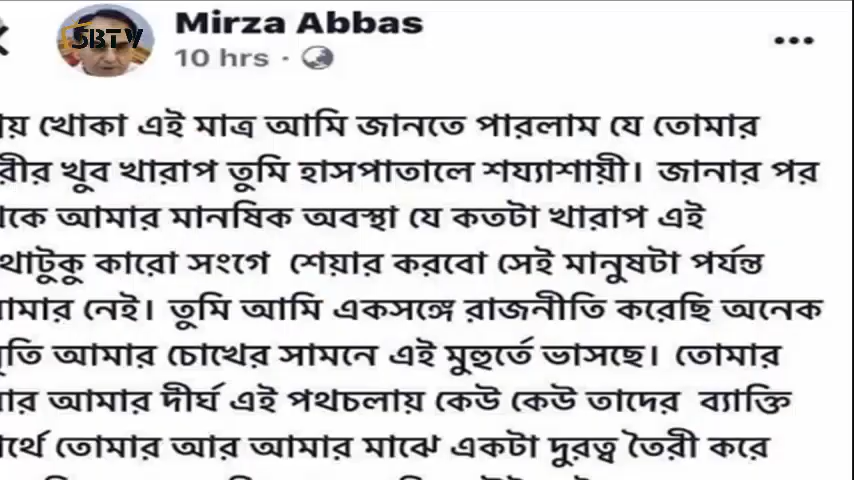 SBTV
Mirza Abbas
10 hrs ·
খোকা এই মাত্র আমি জানতে পারলাম যে তোমার
খুব খারাপ তুমি হাসপাতালে শয্যাশায়ী। জানার পর
আমার মানষিক অবস্থা যে কতটা খারাপ এই
কারো সংগে শেয়ার করবো সেই মানুষটা পর্যন্ত
নেই। তুমি আমি একসঙ্গে রাজনীতি করেছি অনেক
আমার চোখের সামনে এই মুহুর্তে ভাসছে। তোমার
আমার দীর্ঘ এই পথচলায় কেউ কেউ তাদের ব্যাক্তি
তোমার আর আমার মাঝে একটা দুরত্ব তৈরী করে